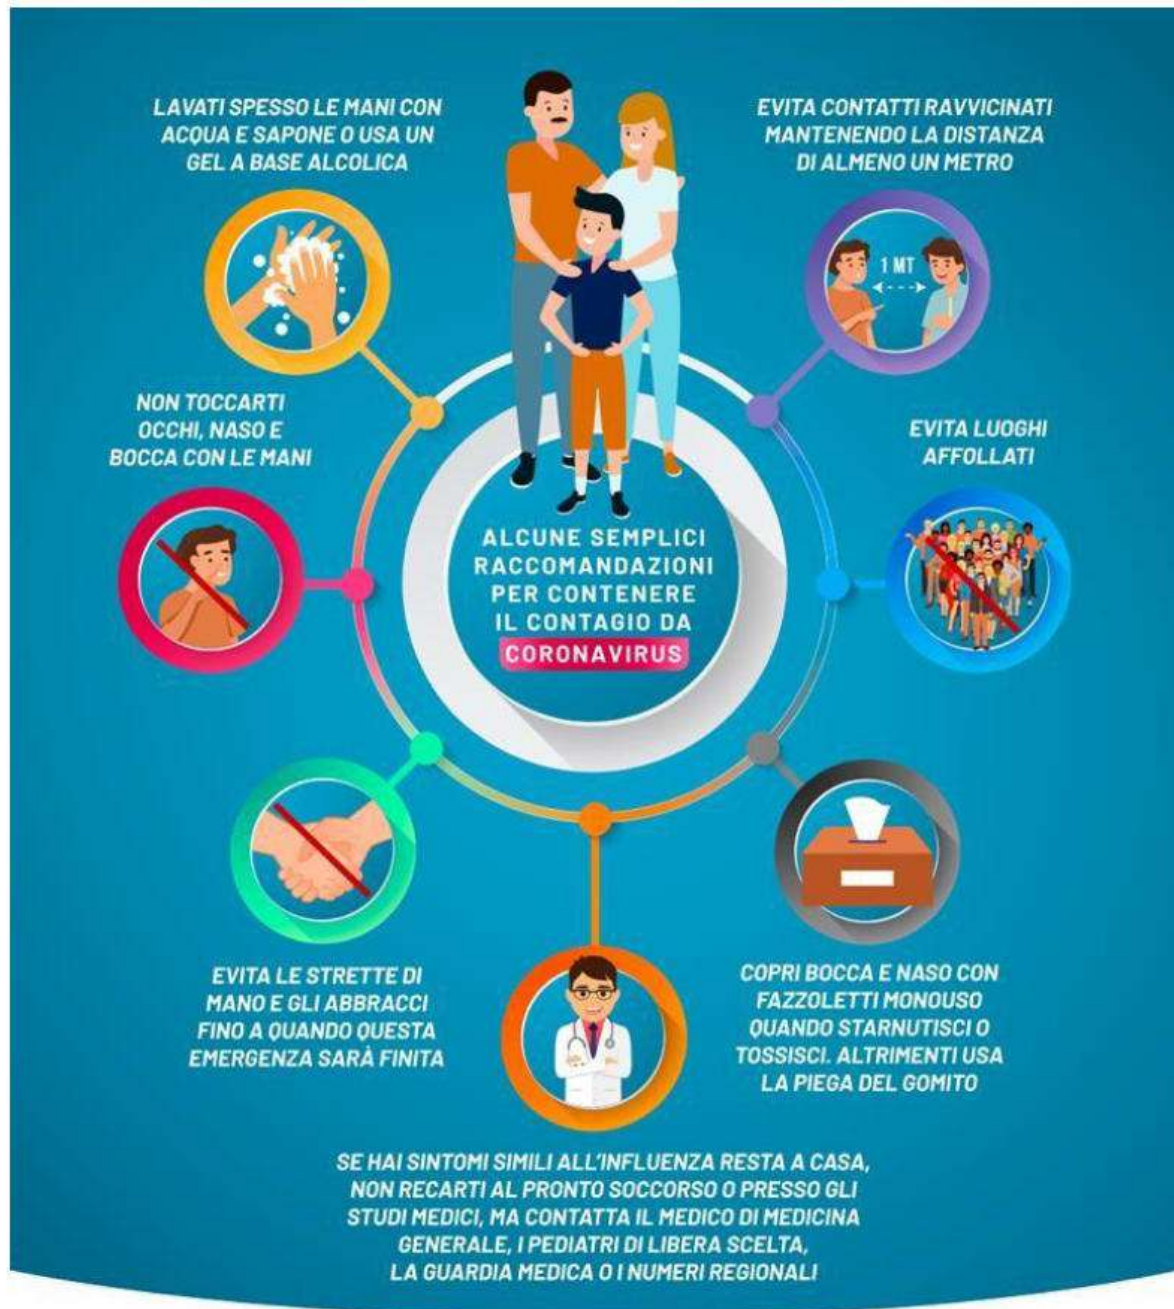 LAVATI SPESSO LE MANI CON
ACQUA E SAPONE O USA UN
GEL A BASE ALCOLICA
EVITA CONTATTI RAVVICINATI
MANTENENDO LA DISTANZA
DI ALMENO UN METRO
1 MT
NON TOCCARTI
OCCHI, NASO E
BOCCA CON LE MANI
EVITA LUOGHI
AFFOLLATI
ALCUNE SEMPLICI
RACCOMANDAZIONI
PER CONTENERE
IL CONTAGIO DA
CORONAVIRUS
EVITA LE STRETTE DI
MANO E GLI ABBRACCI
FINO A QUANDO QUESTA
EMERGENZA SARÀ FINITA
COPRI BOCCA E NASO CON
FAZZOLETTI MONOUSO
QUANDO STARNUTISCI O
TOSSISCI. ALTRIMENTI USA
LA PIEGA DEL GOMITO
SE HAI SINTOMI SIMILI ALL'INFLUENZA RESTA A CASA,
NON RECARTI AL PRONTO SOCCORSO O PRESSO GLI
STUDI MEDICI, MA CONTATTA IL MEDICO DI MEDICINA
GENERALE, I PEDIATRI DI LIBERA SCELTA,
LA GUARDIA MEDICA O I NUMERI REGIONALI